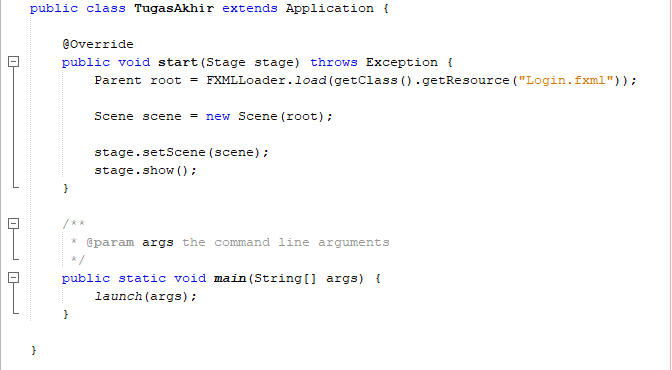 public class TugasAkhir extends Application {
@Override
public void start(Stage stage) throws Exception {
Parent root = FXMLLoader.load(getClass().getResource("Login.fxml"));
Scene scene = new Scene(root);
stage.setScene(scene);
stage.show();
}
/**
* @param args the command line arguments
*/
public static void main(String[] args) {
launch(args);
}
}